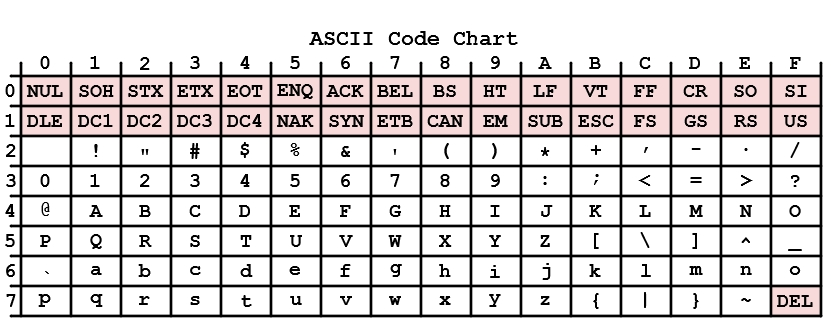 ASCII Code Chart
0 1 2 3 4 5 6 7 8 9 A B C D E F
0 NUL SOH STX ETX EOT ENQ ACK BEL BS HT LF VT FF CR SO SI
1 DLE DC1 DC2 DC3 DC4 NAK SYN ETB CAN EM SUB ESC FS GS RS US
2 ! " # $ % & ' ( ) * + , - . /
3 0 1 2 3 4 5 6 7 8 9 : ; < = > ?
4 @ A B C D E F G H I J K L M N O
5 P Q R S T U V W X Y Z [ \ ] ^ _
6 ` a b c d e f g h i j k l m n o
7 p q r s t u v w x y z { | } ~ DEL